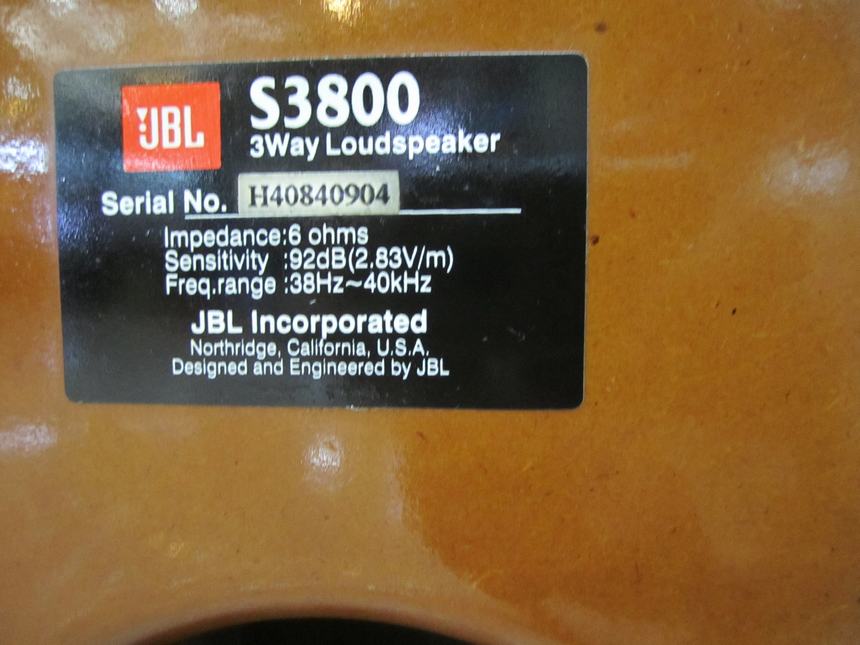 JBL
S3800
3Way Loudspeaker
Serial No. H40840904
Impedance:6 ohms
Sensitivity :92dB(2.83V/m)
Freq.range :38Hz~40kHz
JBL Incorporated
Northridge, California, U.S.A.
Designed and Engineered by JBL